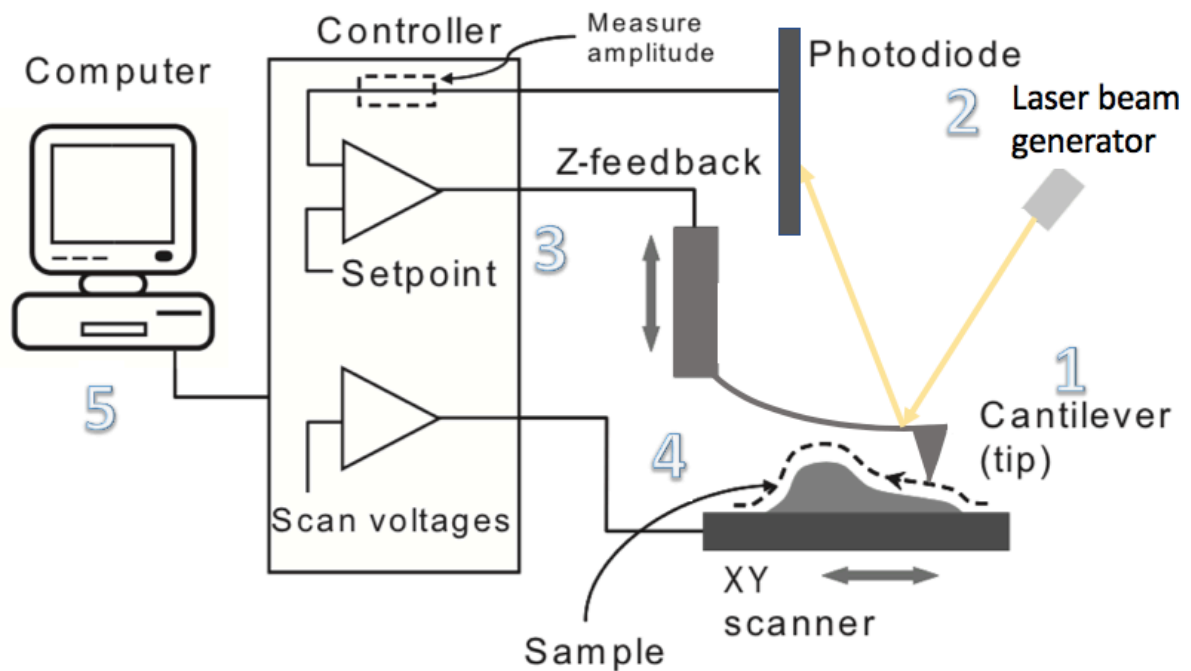 Computer
Controller
Measure
amplitude
Photodiode
2
Laser beam
generator
Z-feedback
3
Setpoint
5
1
Cantilever
(tip)
4
Scan voltages
XY
scanner
Sample